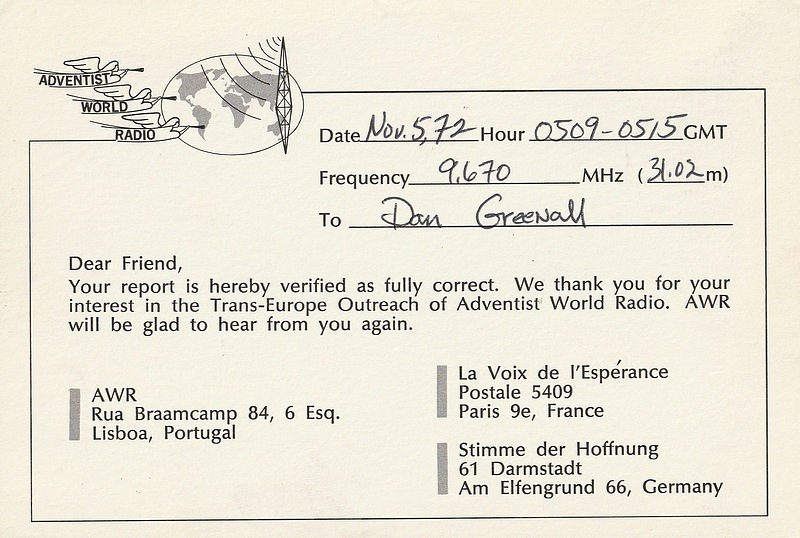 ADVENTIST
WORLD
RADIO
Date Nov. 5, 72 Hour 0509-0515 GMT
Frequency 9.670 MHz (31.02 m)
To Dan Greenall
Dear Friend,
Your report is hereby verified as fully correct. We thank you for your
interest in the Trans-Europe Outreach of Adventist World Radio. AWR
will be glad to hear from you again.
AWR
Rua Braamcamp 84, 6 Esq.
Lisboa, Portugal
La Voix de l'Espérance
Postale 5409
Paris 9e, France
Stimme der Hoffnung
61 Darmstadt
Am Elfengrund 66, Germany